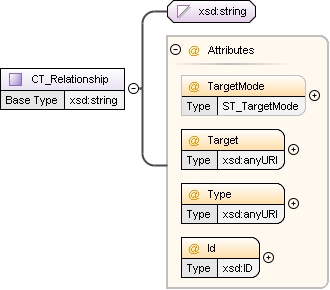 xsd:string
Attributes
CT_Relationship
Base Type xsd:string
TargetMode
Type ST_TargetMode
Target
Type xsd:anyURI
Type
Type xsd:anyURI
Id
Type xsd:ID